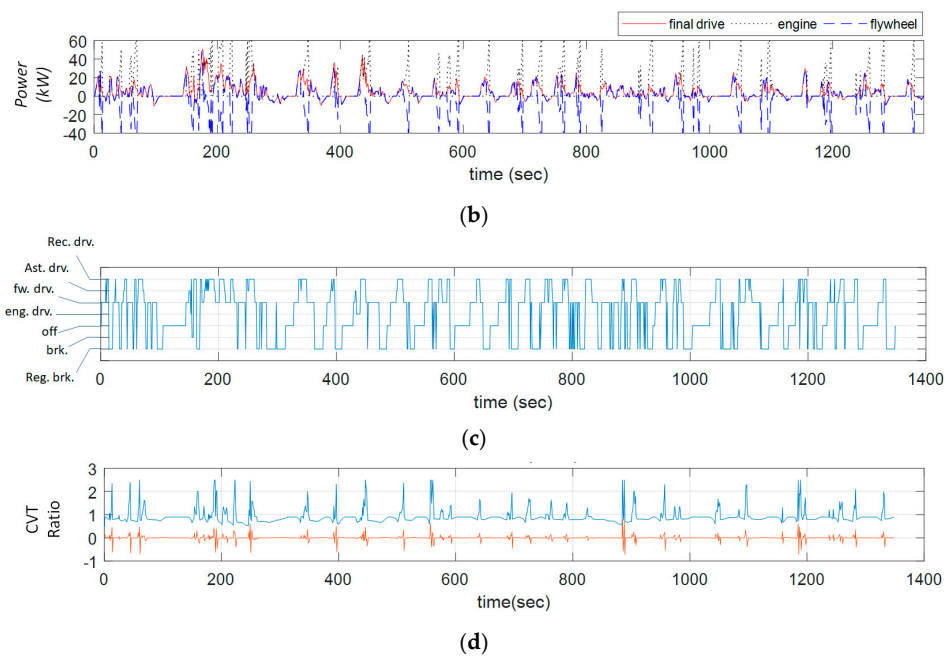 final drive engine flywheel
Power
(kW)
60
40
20
0
-20
-40
0 200 400 600 800 1000 1200
time (sec)
(b)
Rec. drv.
Ast. drv.
fw. drv.
eng. drv.
off
brk.
Reg. brk.
0 200 400 600 800 1000 1200 1400
time (sec)
(c)
CVT
Ratio
3
2
1
0
-1
0 200 400 600 800 1000 1200 1400
time(sec)
(d)